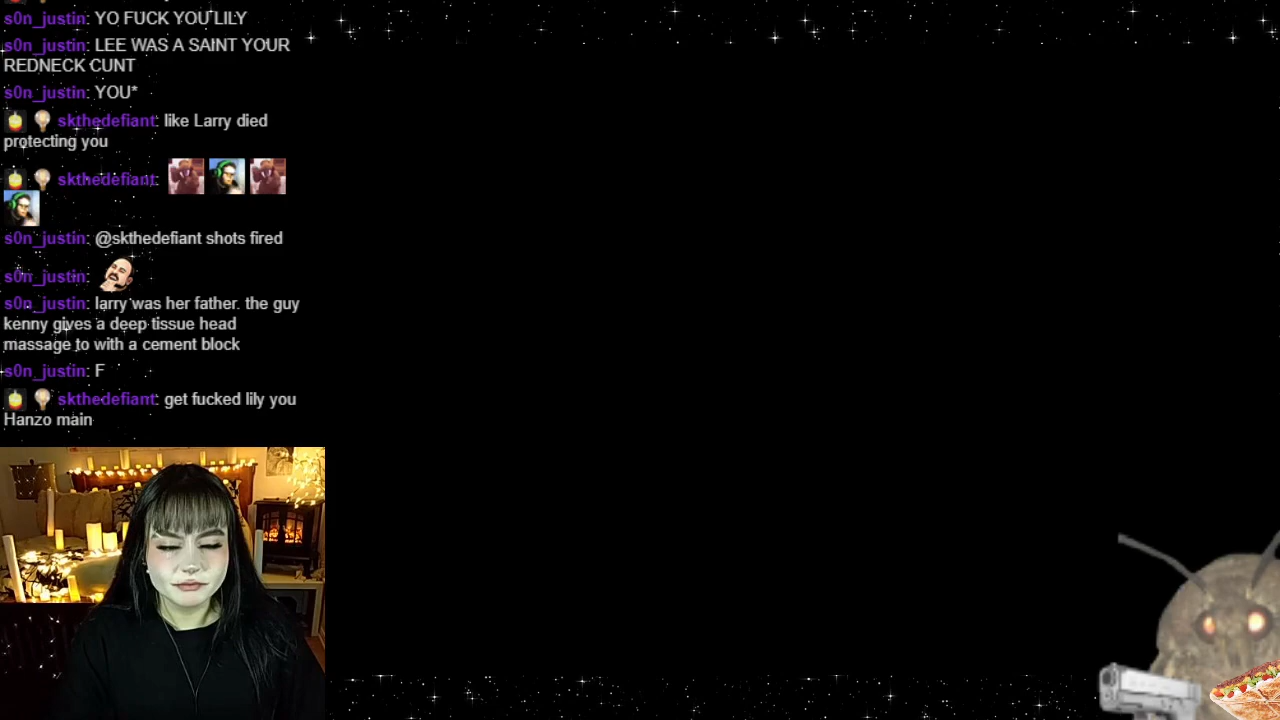 s0n_justin: YO FUCK YOU LILY
s0n_justin: LEE WAS A SAINT YOUR
REDNECK CUNT
s0n_justin: YOU*
skthedefiant: like Larry died
protecting you
skthedefiant:
s0n_justin: @skthedefiant shots fired
s0n_justin:
s0n_justin: larry was her father. the guy
kenny gives a deep tissue head
massage to with a cement block
s0n_justin: F
skthedefiant: get fucked lily you
Hanzo main